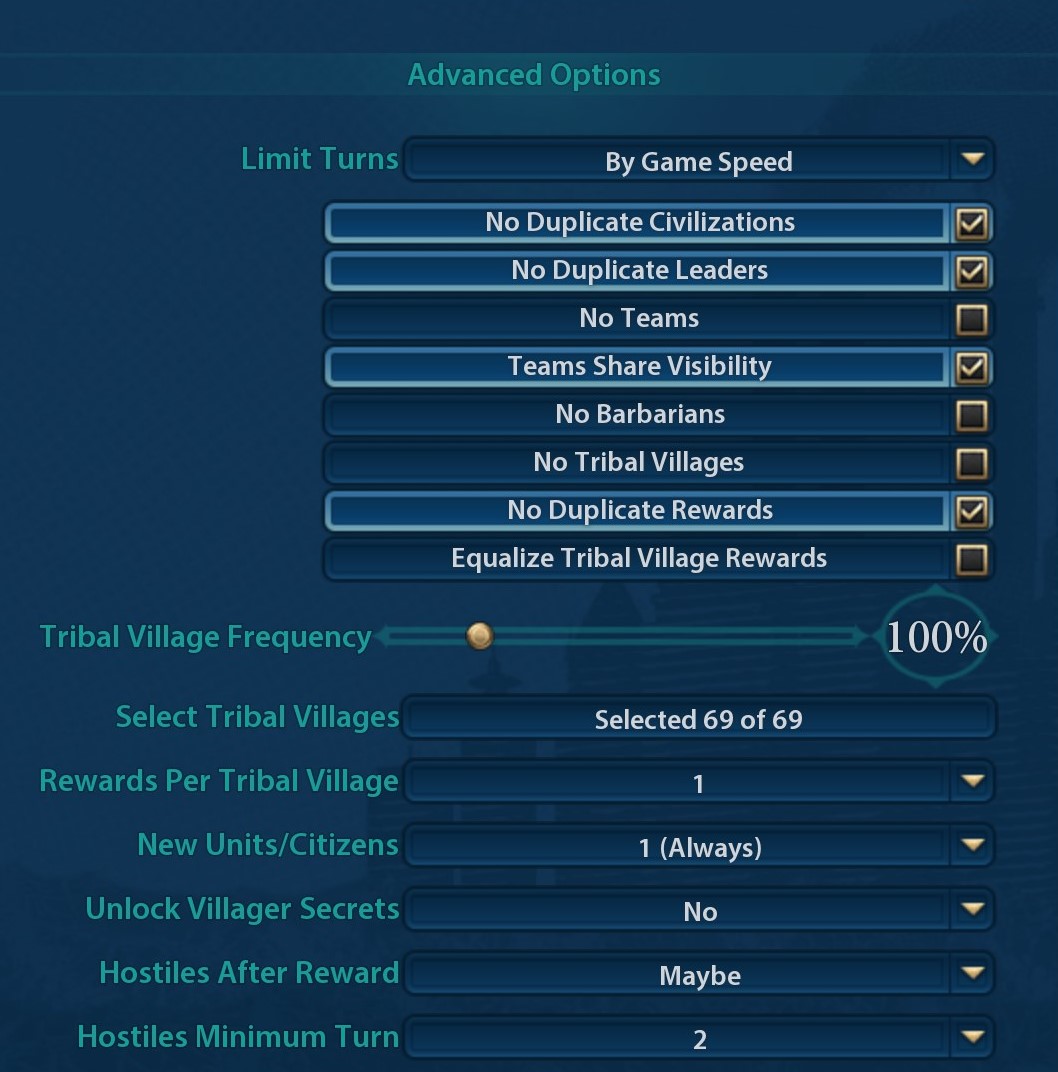 Advanced Options
Limit Turns By Game Speed
No Duplicate Civilizations
No Duplicate Leaders
No Teams
Teams Share Visibility
No Barbarians
No Tribal Villages
No Duplicate Rewards
Equalize Tribal Village Rewards
Tribal Village Frequency 100%
Select Tribal Villages Selected 69 of 69
Rewards Per Tribal Village 1
New Units/Citizens 1 (Always)
Unlock Villager Secrets No
Hostiles After Reward Maybe
Hostiles Minimum Turn 2